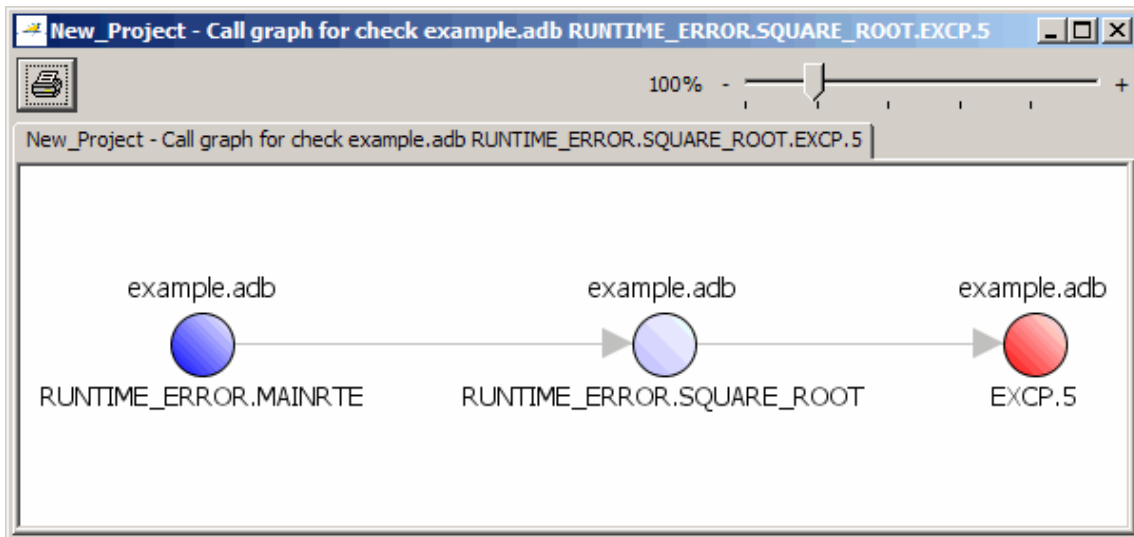 New_Project - Call graph for check example.adb RUNTIME_ERROR.SQUARE_ROOT.EXCP.5
100% - +
New_Project - Call graph for check example.adb RUNTIME_ERROR.SQUARE_ROOT.EXCP.5
example.adb example.adb example.adb
RUNTIME_ERROR.MAINRTE RUNTIME_ERROR.SQUARE_ROOT EXCP.5